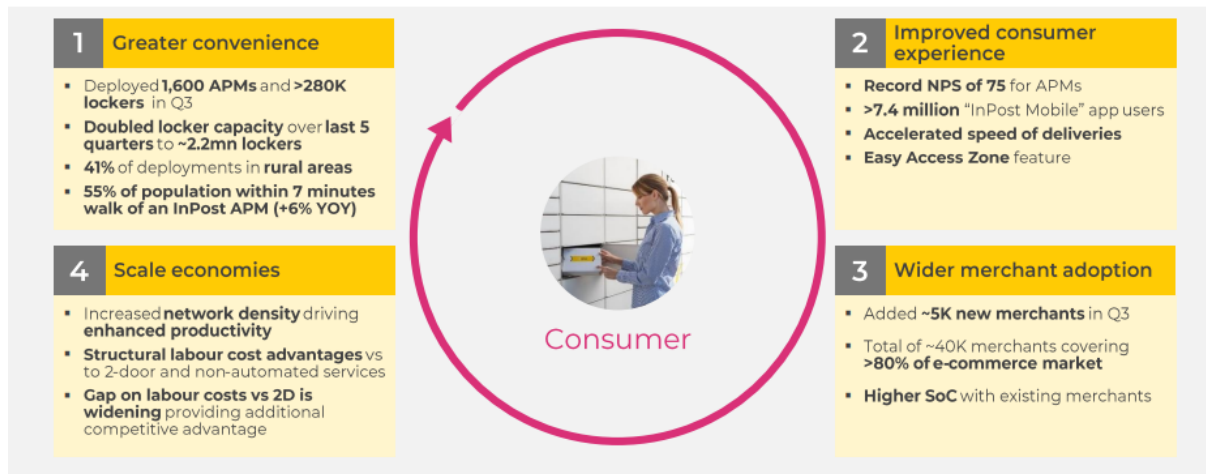 1 Greater convenience
▪ Deployed 1,600 APMs and >280K
lockers in Q3
▪ Doubled locker capacity over last 5
quarters to ~2.2mn lockers
▪ 41% of deployments in rural areas
▪ 55% of population within 7 minutes
walk of an InPost APM (+6% YOY)
2 Improved consumer
experience
▪ Record NPS of 75 for APMs
▪ >7.4 million “InPost Mobile” app users
▪ Accelerated speed of deliveries
▪ Easy Access Zone feature
Consumer
4 Scale economies
▪ Increased network density driving
enhanced productivity
▪ Structural labour cost advantages vs
to 2-door and non-automated services
▪ Gap on labour costs vs 2D is
widening providing additional
competitive advantage
3 Wider merchant adoption
▪ Added ~5K new merchants in Q3
▪ Total of ~40K merchants covering
>80% of e-commerce market
▪ Higher SoC with existing merchants